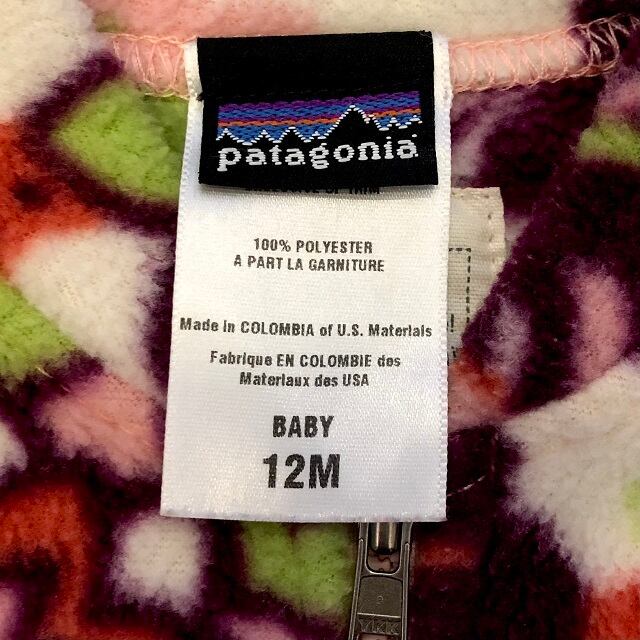 patagonia
100% POLYESTER
A PART LA GARNITURE
Made in COLOMBIA of U.S. Materials
Fabrique EN COLOMBIE des
Materiaux des USA
BABY
12M
YKK